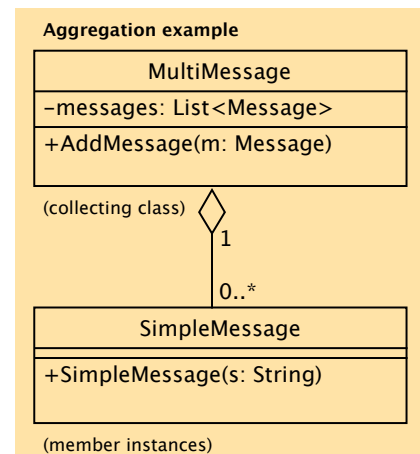 Aggregation example
MultiMessage
–messages: List<Message>
+AddMessage(m: Message)
(collecting class)
1
0..*
SimpleMessage
+SimpleMessage(s: String)
(member instances)